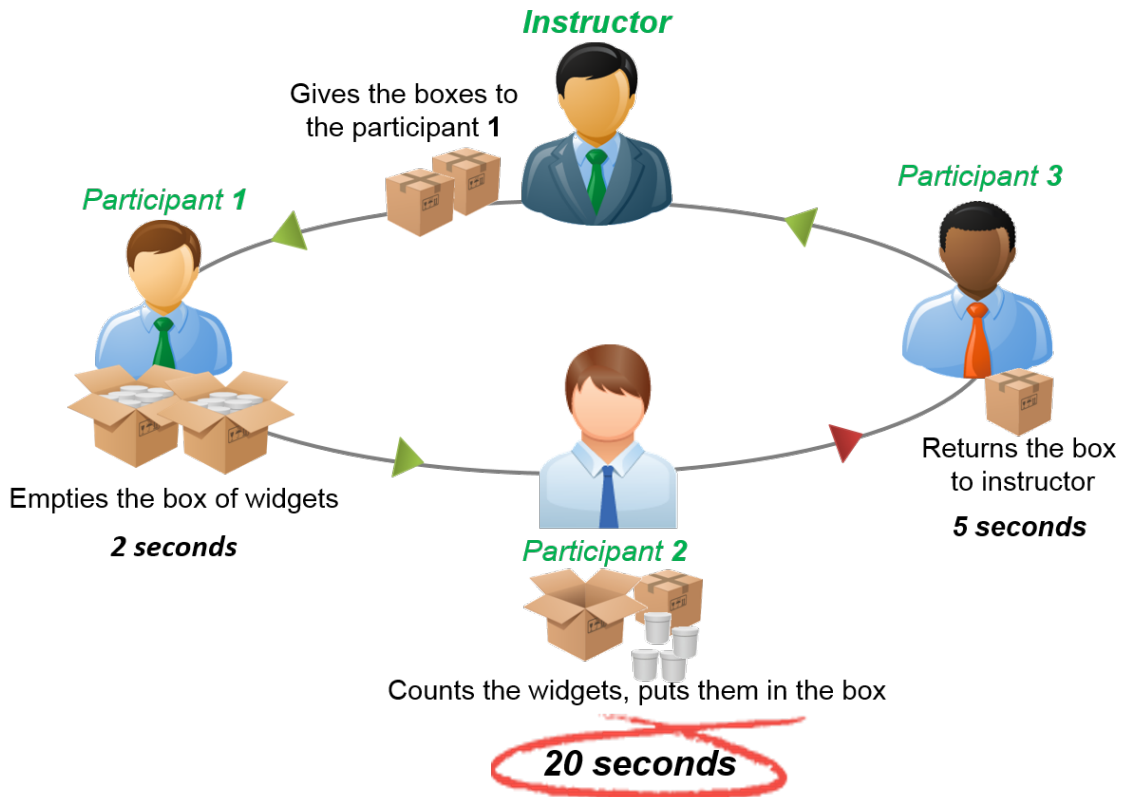 Instructor
Gives the boxes to
the participant 1
Participant 1
Participant 3
Empties the box of widgets
2 seconds
Returns the box
to instructor
5 seconds
Participant 2
Counts the widgets, puts them in the box
20 seconds